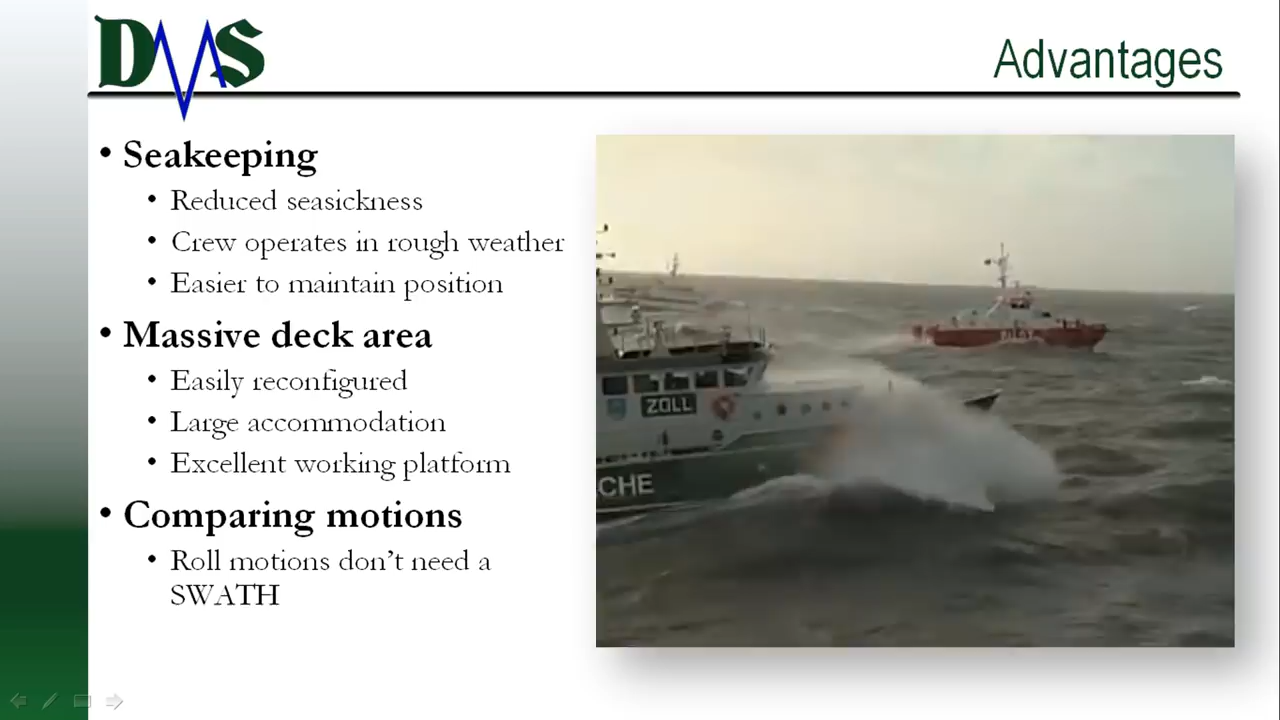 DMS
Advantages
• Seakeeping
• Reduced seasickness
• Crew operates in rough weather
• Easier to maintain position
• Massive deck area
• Easily reconfigured
• Large accommodation
• Excellent working platform
• Comparing motions
• Roll motions don’t need a
SWATH
ZOLL
CHE